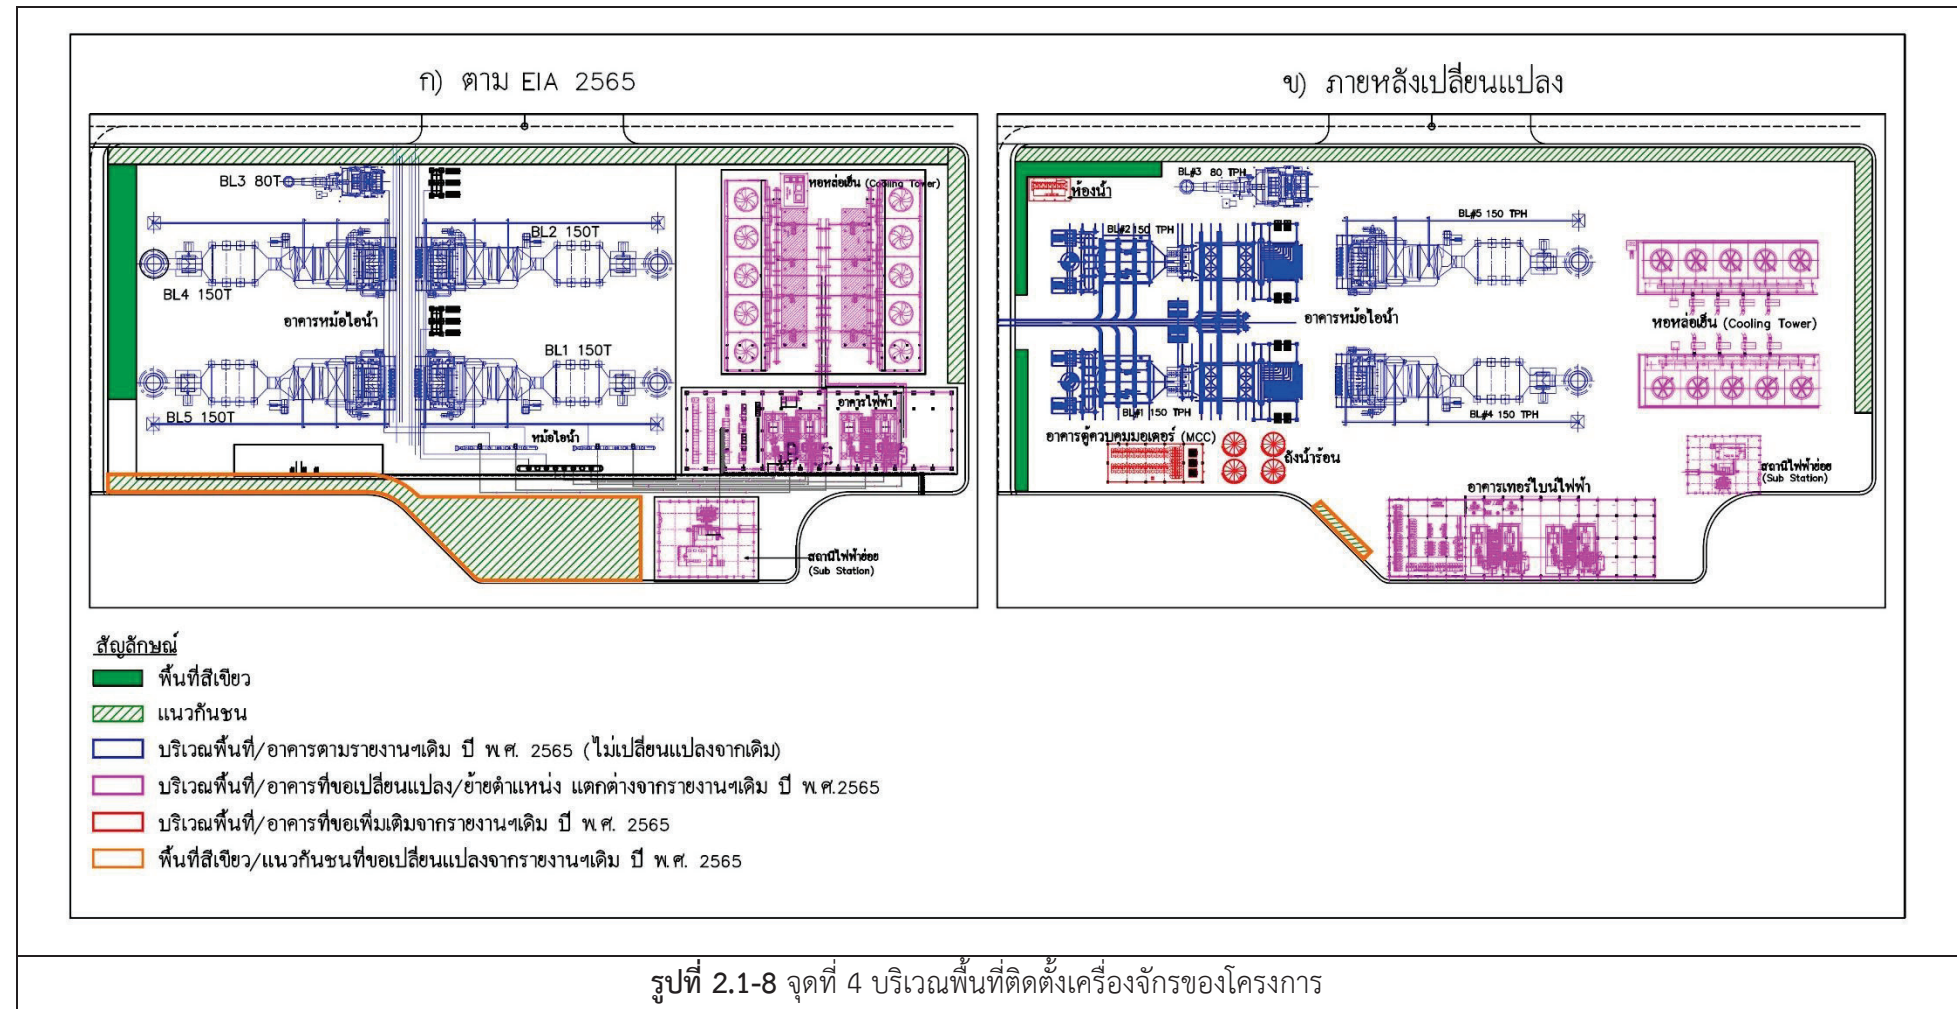 ก) ตาม EIA 2565
BL3 80T
หอหล่อเย็น (Cooling Tower)
BL2 150T
BL4 150T
อาคารหม้อไอน้ำ
BL1 150T
BL5 150T
อาคารไฟฟ้า
หม้อไอน้ำ
สถานีไฟฟ้าย่อย
(Sub Station)
ข) ภายหลังเปลี่ยนแปลง
BL#3 80 TPH
ห้องน้ำ
BL#5 150 TPH
BL#2 150 TPH
อาคารหม้อไอน้ำ
หอหล่อเย็น (Cooling Tower)
BL#1 150 TPH
BL#4 150 TPH
อาคารตู้ควบคุมมอเตอร์ (MCC)
ถังน้ำร้อน
สถานีไฟฟ้าย่อย
(Sub Station)
อาคารเทอร์ไบน์ไฟฟ้า
สัญลักษณ์
พื้นที่สีเขียว
แนวกันชน
บริเวณพื้นที่/อาคารตามรายงานฯเดิม ปี พ.ศ. 2565 (ไม่เปลี่ยนแปลงจากเดิม)
บริเวณพื้นที่/อาคารที่ขอเปลี่ยนแปลง/ย้ายตำแหน่ง แตกต่างจากรายงานฯเดิม ปี พ.ศ.2565
บริเวณพื้นที่/อาคารที่ขอเพิ่มเติมจากรายงานฯเดิม ปี พ.ศ. 2565
พื้นที่สีเขียว/แนวกันชนที่ขอเปลี่ยนแปลงจากรายงานฯเดิม ปี พ.ศ. 2565
รูปที่ 2.1-8 จุดที่ 4 บริเวณพื้นที่ติดตั้งเครื่องจักรของโครงการ